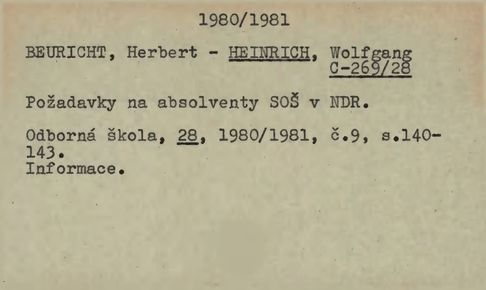 1980/1981
BEURICHT, Herbert - HEINRICH, Wolfgang
C-269/28
Požadavky na absolventy SOŠ v NDR.
Odborná škola, 28, 1980/1981, č.9, s.140-
143.
Informace.